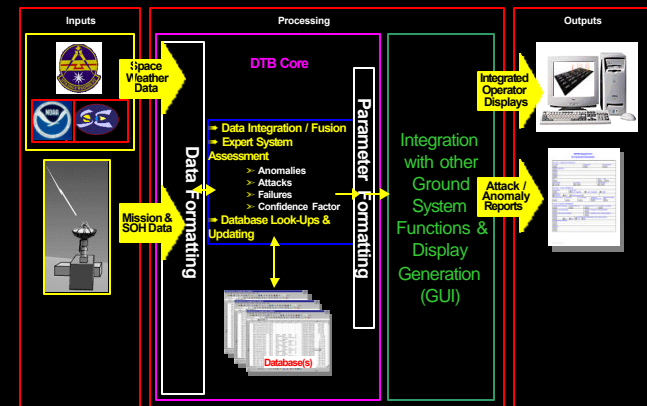 Inputs
Processing
Outputs
Space
Weather
Data
NOAA
Mission &
SOH Data
Data Formatting
DTB Core
➨ Data Integration / Fusion
➨ Expert System
Assessment
➢ Anomalies
➢ Attacks
➢ Failures
➢ Confidence Factor
➨ Database Look-Ups &
Updating
Database(s)
Parameter Formatting
Integration
with other
Ground
System
Functions &
Display
Generation
(GUI)
Integrated
Operator
Displays
Attack /
Anomaly
Reports